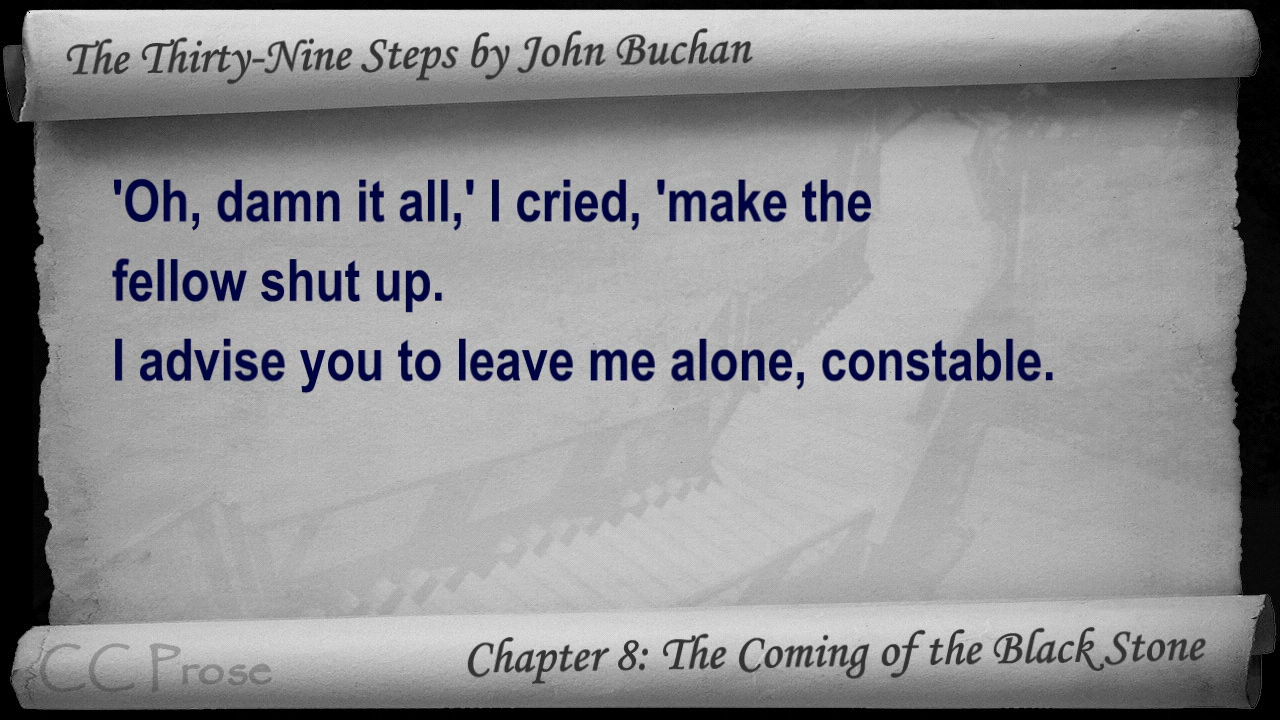 The Thirty-Nine Steps by John Buchan
'Oh, damn it all,' I cried, 'make the
fellow shut up.
I advise you to leave me alone, constable.
CC Prose
Chapter 8: The Coming of the Black Stone